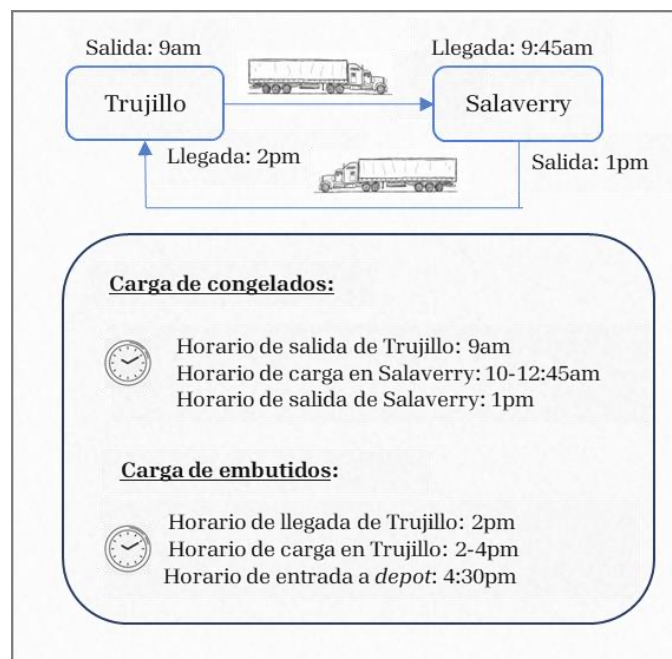 Salida: 9am
Llegada: 9:45am
Trujillo
Salaverry
Llegada: 2pm
Salida: 1pm
Carga de congelados:
Horario de salida de Trujillo: 9am
Horario de carga en Salaverry: 10-12:45am
Horario de salida de Salaverry: 1pm
Carga de embutidos:
Horario de llegada de Trujillo: 2pm
Horario de carga en Trujillo: 2-4pm
Horario de entrada a depot: 4:30pm